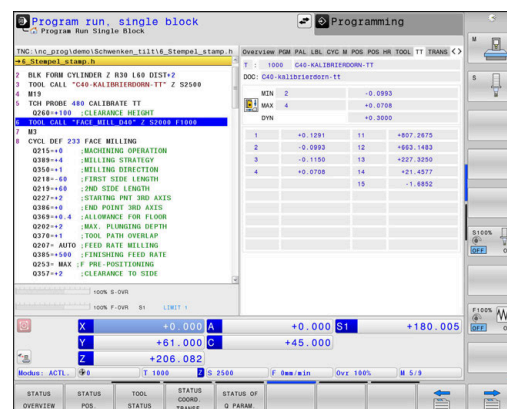 Program run, single block
Program Run Single Block
Programming
TNC:\nc_prog\demo\Schwenken_tilt\6_Stempel_stamp.h
→6_Stempel_stamp.h
2 BLK FORM CYLINDER Z R30 L60 DIST+2
3 TOOL CALL "C40-KALIBRIERDORN-TT" Z S2500
4 M19
5 TCH PROBE 480 CALIBRATE TT
Q260=+100 ;CLEARANCE HEIGHT
6 TOOL CALL "FACE_MILL_D40" Z S2000 F1000
7 M3
8 CYCL DEF 233 FACE MILLING
Q215=+0 ;MACHINING OPERATION
Q389=+4 ;MILLING STRATEGY
Q350=+1 ;MILLING DIRECTION
Q218=-60 ;FIRST SIDE LENGTH
Q219=+60 ;2ND SIDE LENGTH
Q227=+2 ;STARTNG PNT 3RD AXIS
Q386=+0 ;END POINT 3RD AXIS
Q369=+0.4 ;ALLOWANCE FOR FLOOR
Q202=+2 ;MAX. PLUNGING DEPTH
Q370=+1 ;TOOL PATH OVERLAP
Q207= AUTO ;FEED RATE MILLING
Q385=+500 ;FINISHING FEED RATE
Q253= MAX ;F PRE-POSITIONING
Q357=+2 ;CLEARANCE TO SIDE
Overview PGM PAL LBL CYC M POS POS HR TOOL TT TRANS
T : 1000 C40-KALIBRIERDORN-TT
DOC: C40-kalibrierdorn-tt
MIN 2 -0.0993
MAX 4 +0.0708
DYN +0.3000
1 +0.1291 11 +807.2675
2 -0.0993 12 +663.1483
3 -0.1150 13 +227.3250
4 +0.0708 14 +21.4577
15 -1.6852
100% S-OVR
100% F-OVR S1 LIMIT 1
X +0.000 A +0.000 S1 +180.005
Y +61.000 C +45.000
Z +206.082
Modus: ACTL. 0 T 1000 Z S 2500 F 0mm/min Ovr 100% M 5/9
STATUS OVERVIEW
STATUS POS.
TOOL STATUS
STATUS COORD.
STATUS OF Q PARAM.
M
S
S100%
OFF
F100%
OFF